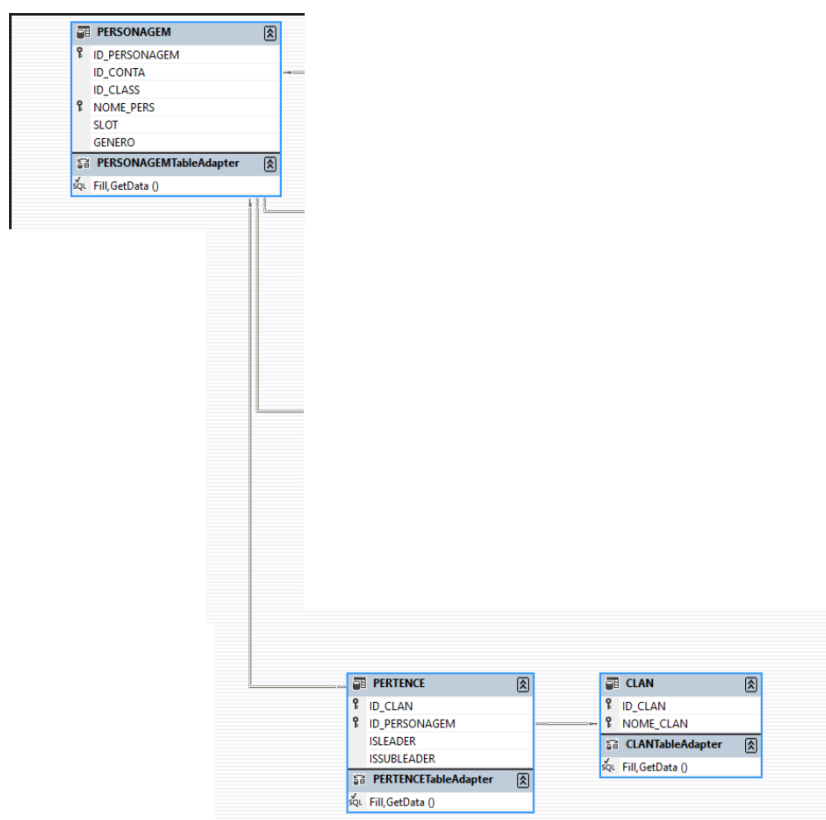 PERSONAGEM
ID_PERSONAGEM
ID_CONTA
ID_CLASS
NOME_PERS
SLOT
GENERO
PERSONAGEMTableAdapter
SQL Fill,GetData ()
PERTENCE
ID_CLAN
ID_PERSONAGEM
ISLEADER
ISSUBLEADER
PERTENCETableAdapter
SQL Fill,GetData ()
CLAN
ID_CLAN
NOME_CLAN
CLANTableAdapter
SQL Fill,GetData ()